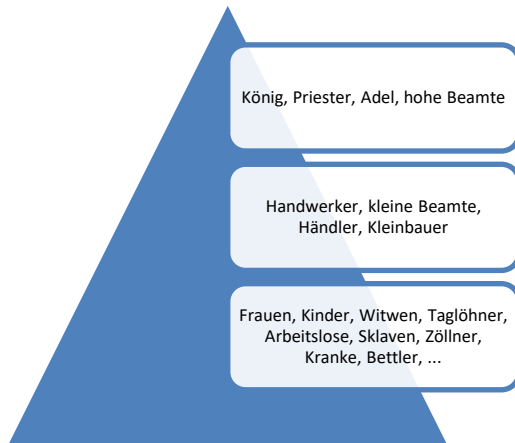 König, Priester, Adel, hohe Beamte
Handwerker, kleine Beamte,
Händler, Kleinbauer
Frauen, Kinder, Witwen, Taglöhner,
Arbeitslose, Sklaven, Zöllner,
Kranke, Bettler, ...